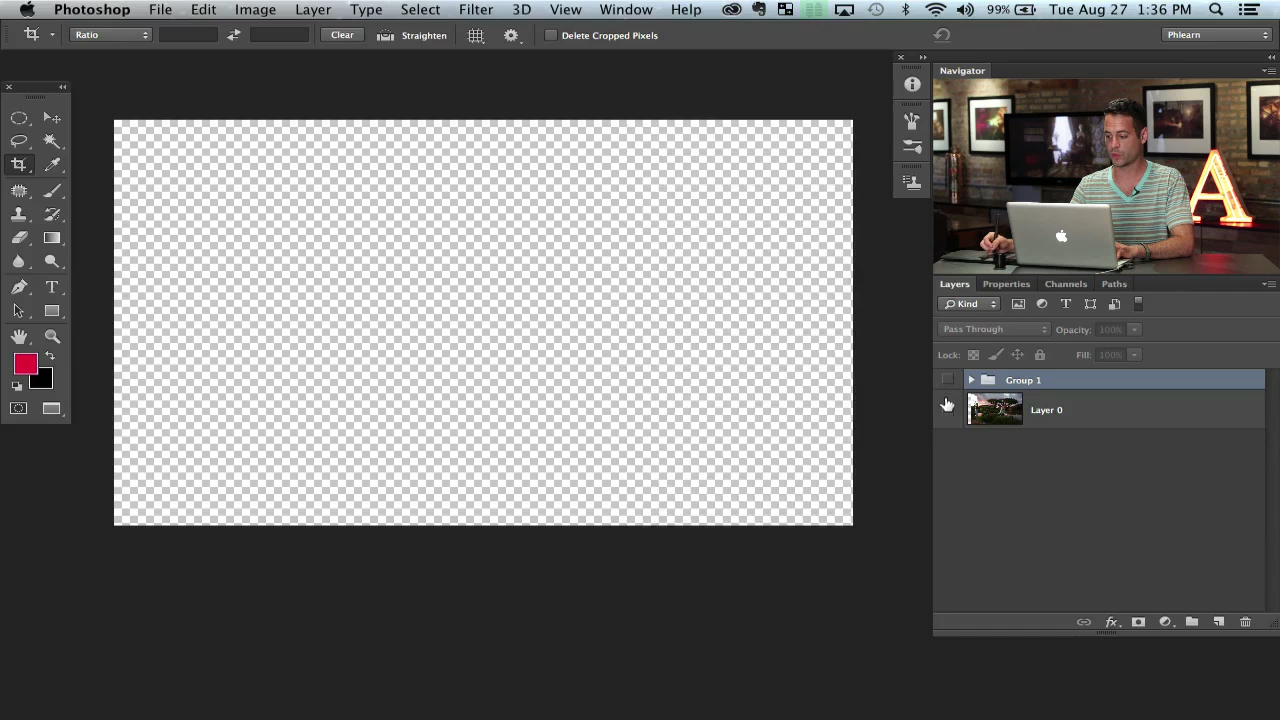 Photoshop File Edit Image Layer Type Select Filter 3D View Window Help 99% Tue Aug 27 1:36 PM
Ratio Clear Straighten Delete Cropped Pixels Phlearn
Navigator
A
Layers Properties Channels Paths
Kind
Pass Through Opacity: 100%
Lock: Fill: 100%
Group 1
Layer 0
fx